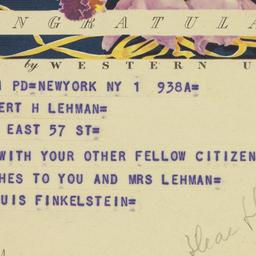 NGRATULA
by WESTERN U
PD=NEWYORK NY 1 938A=
ERT H LEHMAN=
EAST 57 ST=
WITH YOUR OTHER FELLOW CITIZEN
HES TO YOU AND MRS LEHMAN=
UIS FINKELSTEIN=